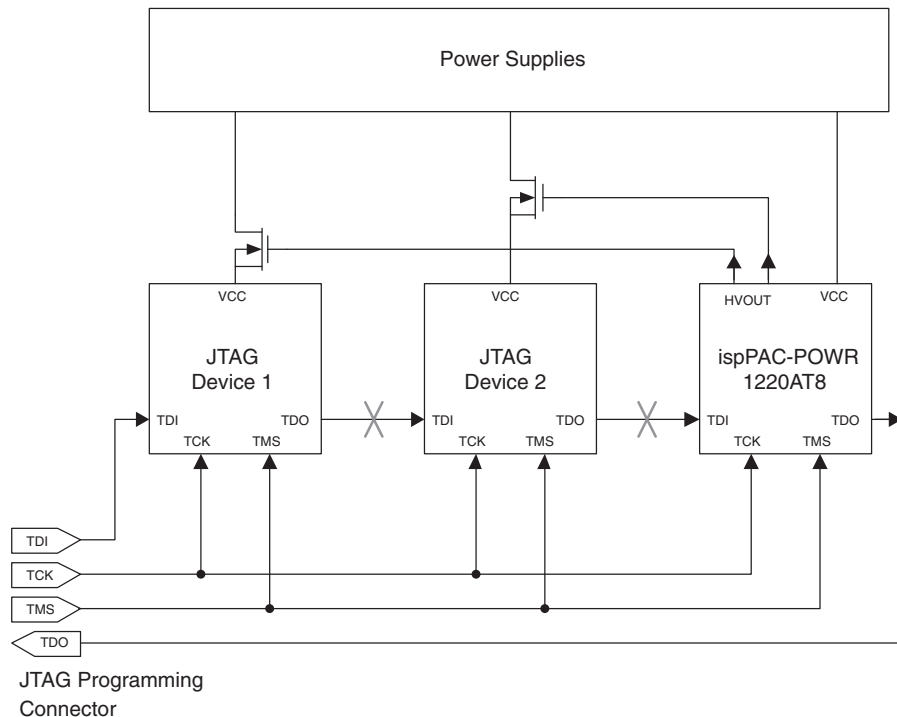 Power Supplies
VCC
VCC
HVOUT
VCC
JTAG
Device 1
JTAG
Device 2
ispPAC-POWR
1220AT8
TDI
TDO
TCK
TMS
TDI
TDO
TCK
TMS
TDI
TDO
TCK
TMS
TDI
TCK
TMS
TDO
JTAG Programming
Connector